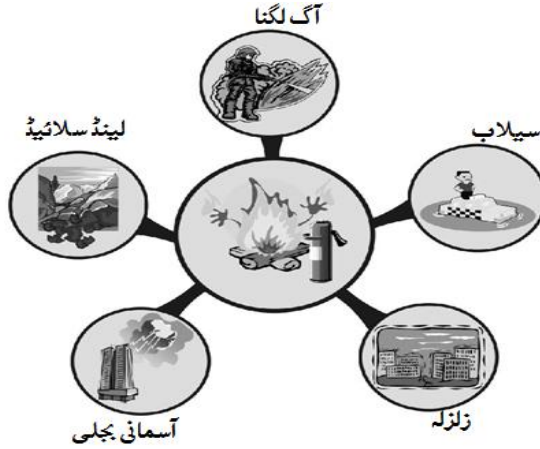 آگ لگنا
سیلاب
لینڈ سلائیڈ
زلزلہ
آسمانی بجلی